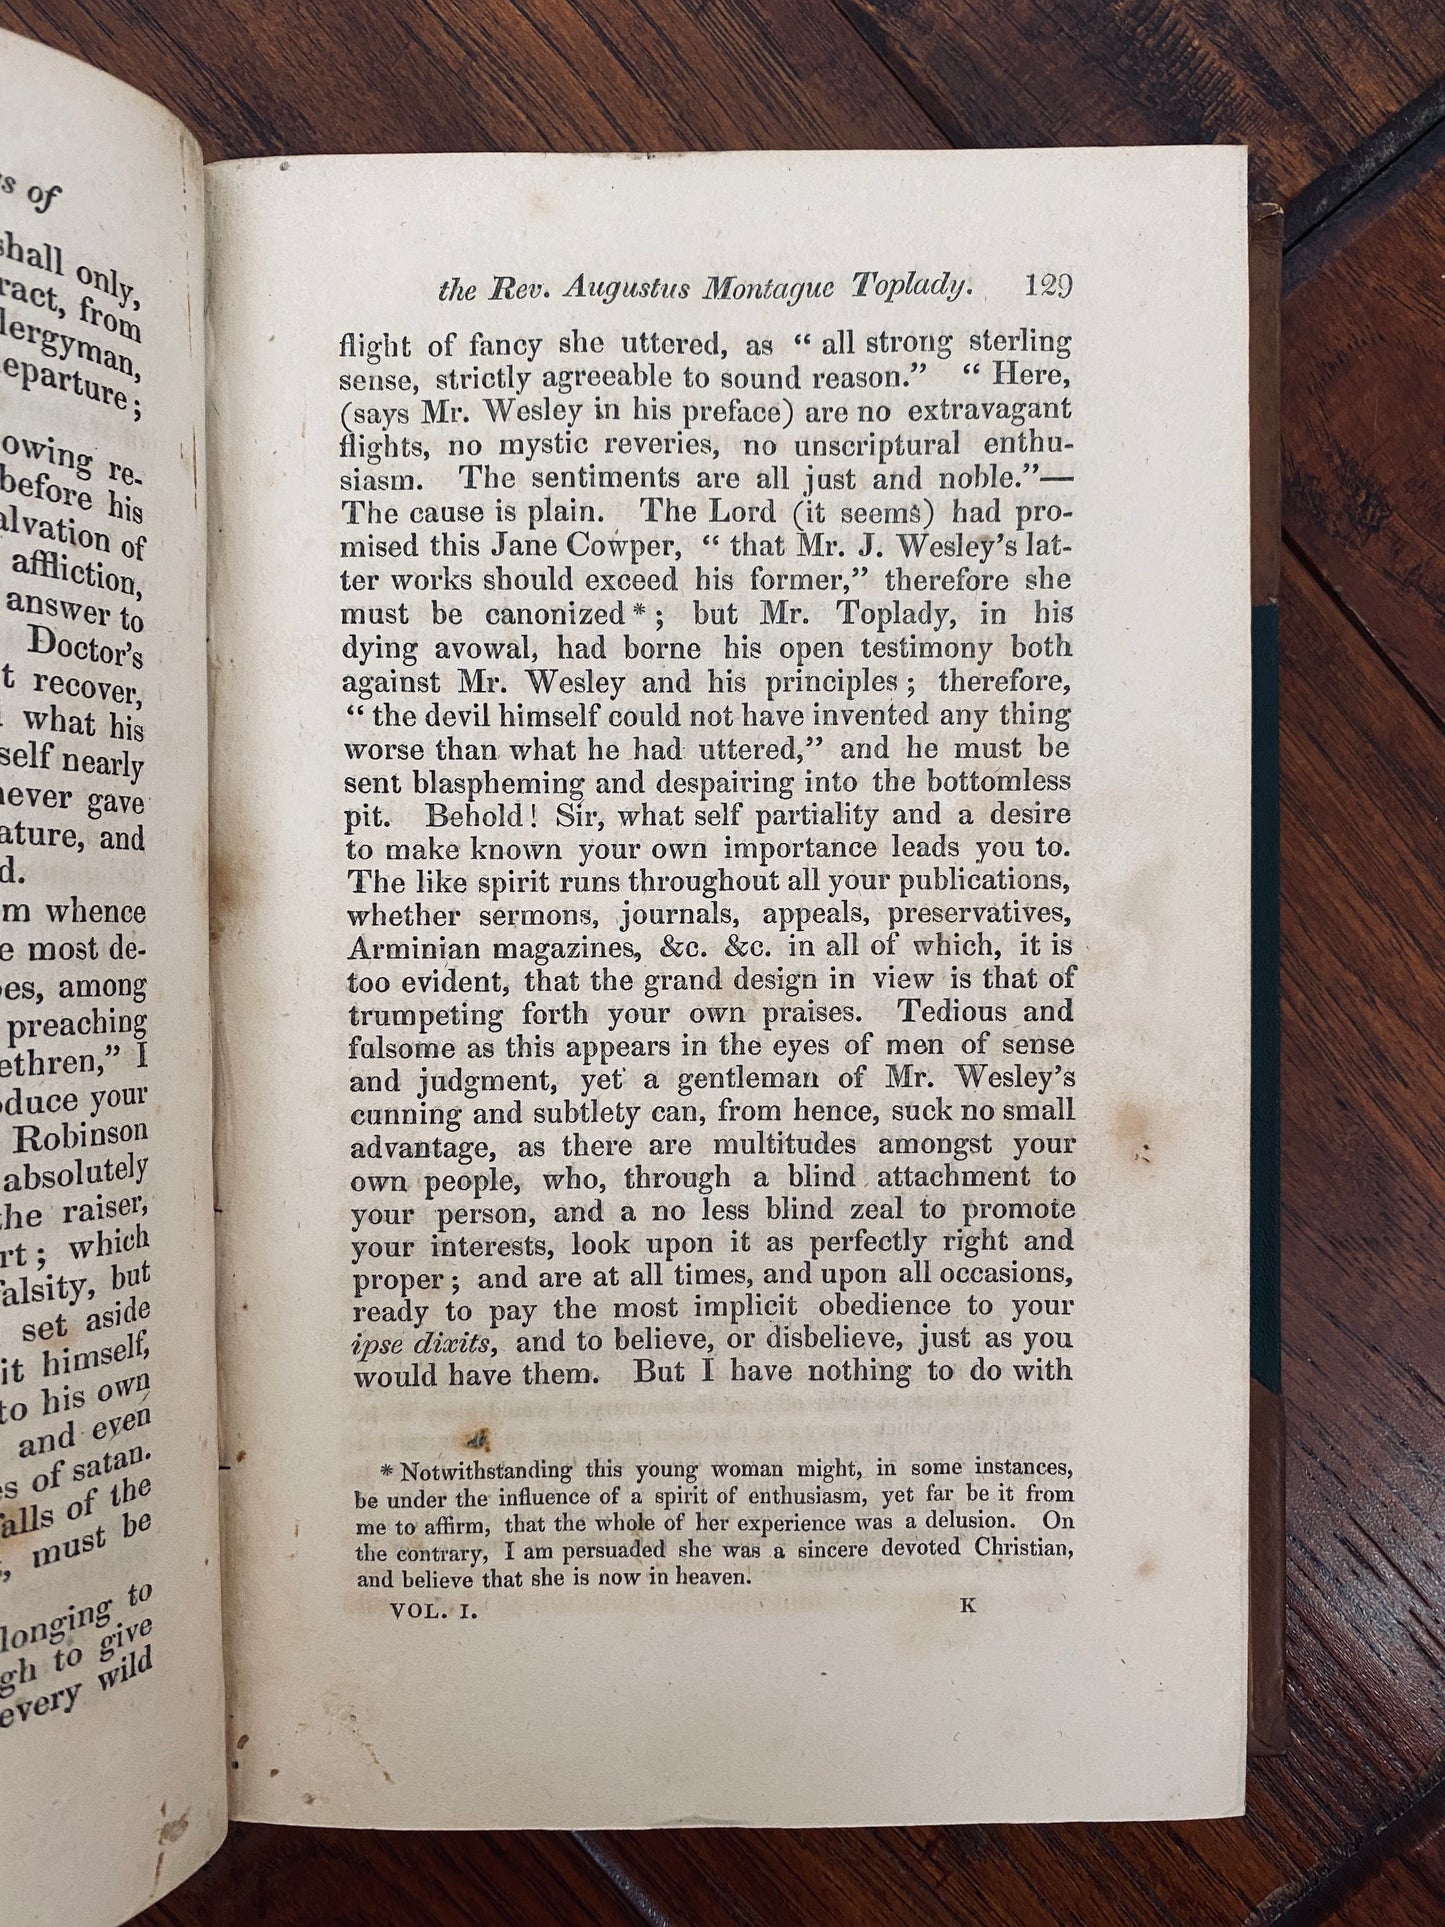 s of
shall only,
ract, from
lergyman,
eparture;
owing re-
before his
alvation of
affliction,
answer to
Doctor's
t recover,
what his
self nearly
never gave
ature, and
d.
m whence
e most de-
es, among
preaching
ethren," I
duce your
Robinson
absolutely
the raiser,
rt; which
falsity, but
set aside
it himself,
to his own
and even
s of satan.
falls of the
, must be
longing to
gh to give
every wild
the Rev. Augustus Montague Toplady. 129
flight of fancy she uttered, as "all strong sterling
sense, strictly agreeable to sound reason." "Here,
(says Mr. Wesley in his preface) are no extravagant
flights, no mystic reveries, no unscriptural enthu-
siasm. The sentiments are all just and noble."—
The cause is plain. The Lord (it seems) had pro-
mised this Jane Cowper, "that Mr. J. Wesley's lat-
ter works should exceed his former," therefore she
must be canonized*; but Mr. Toplady, in his
dying avowal, had borne his open testimony both
against Mr. Wesley and his principles; therefore,
"the devil himself could not have invented any thing
worse than what he had uttered," and he must be
sent blaspheming and despairing into the bottomless
pit. Behold! Sir, what self partiality and a desire
to make known your own importance leads you to.
The like spirit runs throughout all your publications,
whether sermons, journals, appeals, preservatives,
Arminian magazines, &c. &c. in all of which, it is
too evident, that the grand design in view is that of
trumpeting forth your own praises. Tedious and
fulsome as this appears in the eyes of men of sense
and judgment, yet a gentleman of Mr. Wesley's
cunning and subtlety can, from hence, suck no small
advantage, as there are multitudes amongst your
own people, who, through a blind attachment to
your person, and a no less blind zeal to promote
your interests, look upon it as perfectly right and
proper; and are at all times, and upon all occasions,
ready to pay the most implicit obedience to your
ipse dixits, and to believe, or disbelieve, just as you
would have them. But I have nothing to do with
* Notwithstanding this young woman might, in some instances,
be under the influence of a spirit of enthusiasm, yet far be it from
me to affirm, that the whole of her experience was a delusion. On
the contrary, I am persuaded she was a sincere devoted Christian,
and believe that she is now in heaven.
VOL. I. K